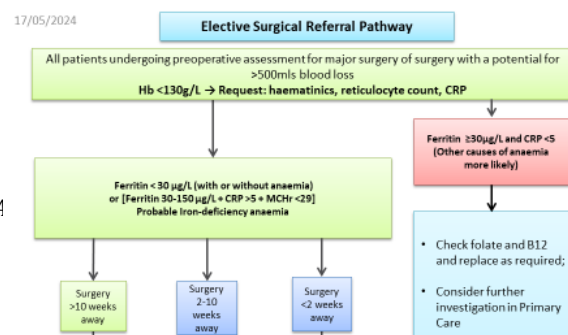 17/05/2024
Elective Surgical Referral Pathway
All patients undergoing preoperative assessment for major surgery of surgery with a potential for
>500mls blood loss
Hb <130g/L → Request: haematinics, reticulocyte count, CRP
Ferritin ≥30µg/L and CRP <5
(Other causes of anaemia
more likely)
Ferritin < 30 µg/L (with or without anaemia)
or [Ferritin 30-150 µg/L + CRP >5 + MCHr <29]
Probable Iron-deficiency anaemia
• Check folate and B12
and replace as required;
• Consider further
investigation in Primary
Care
Surgery
>10 weeks
away
Surgery
2-10
weeks
away
Surgery
<2 weeks
away